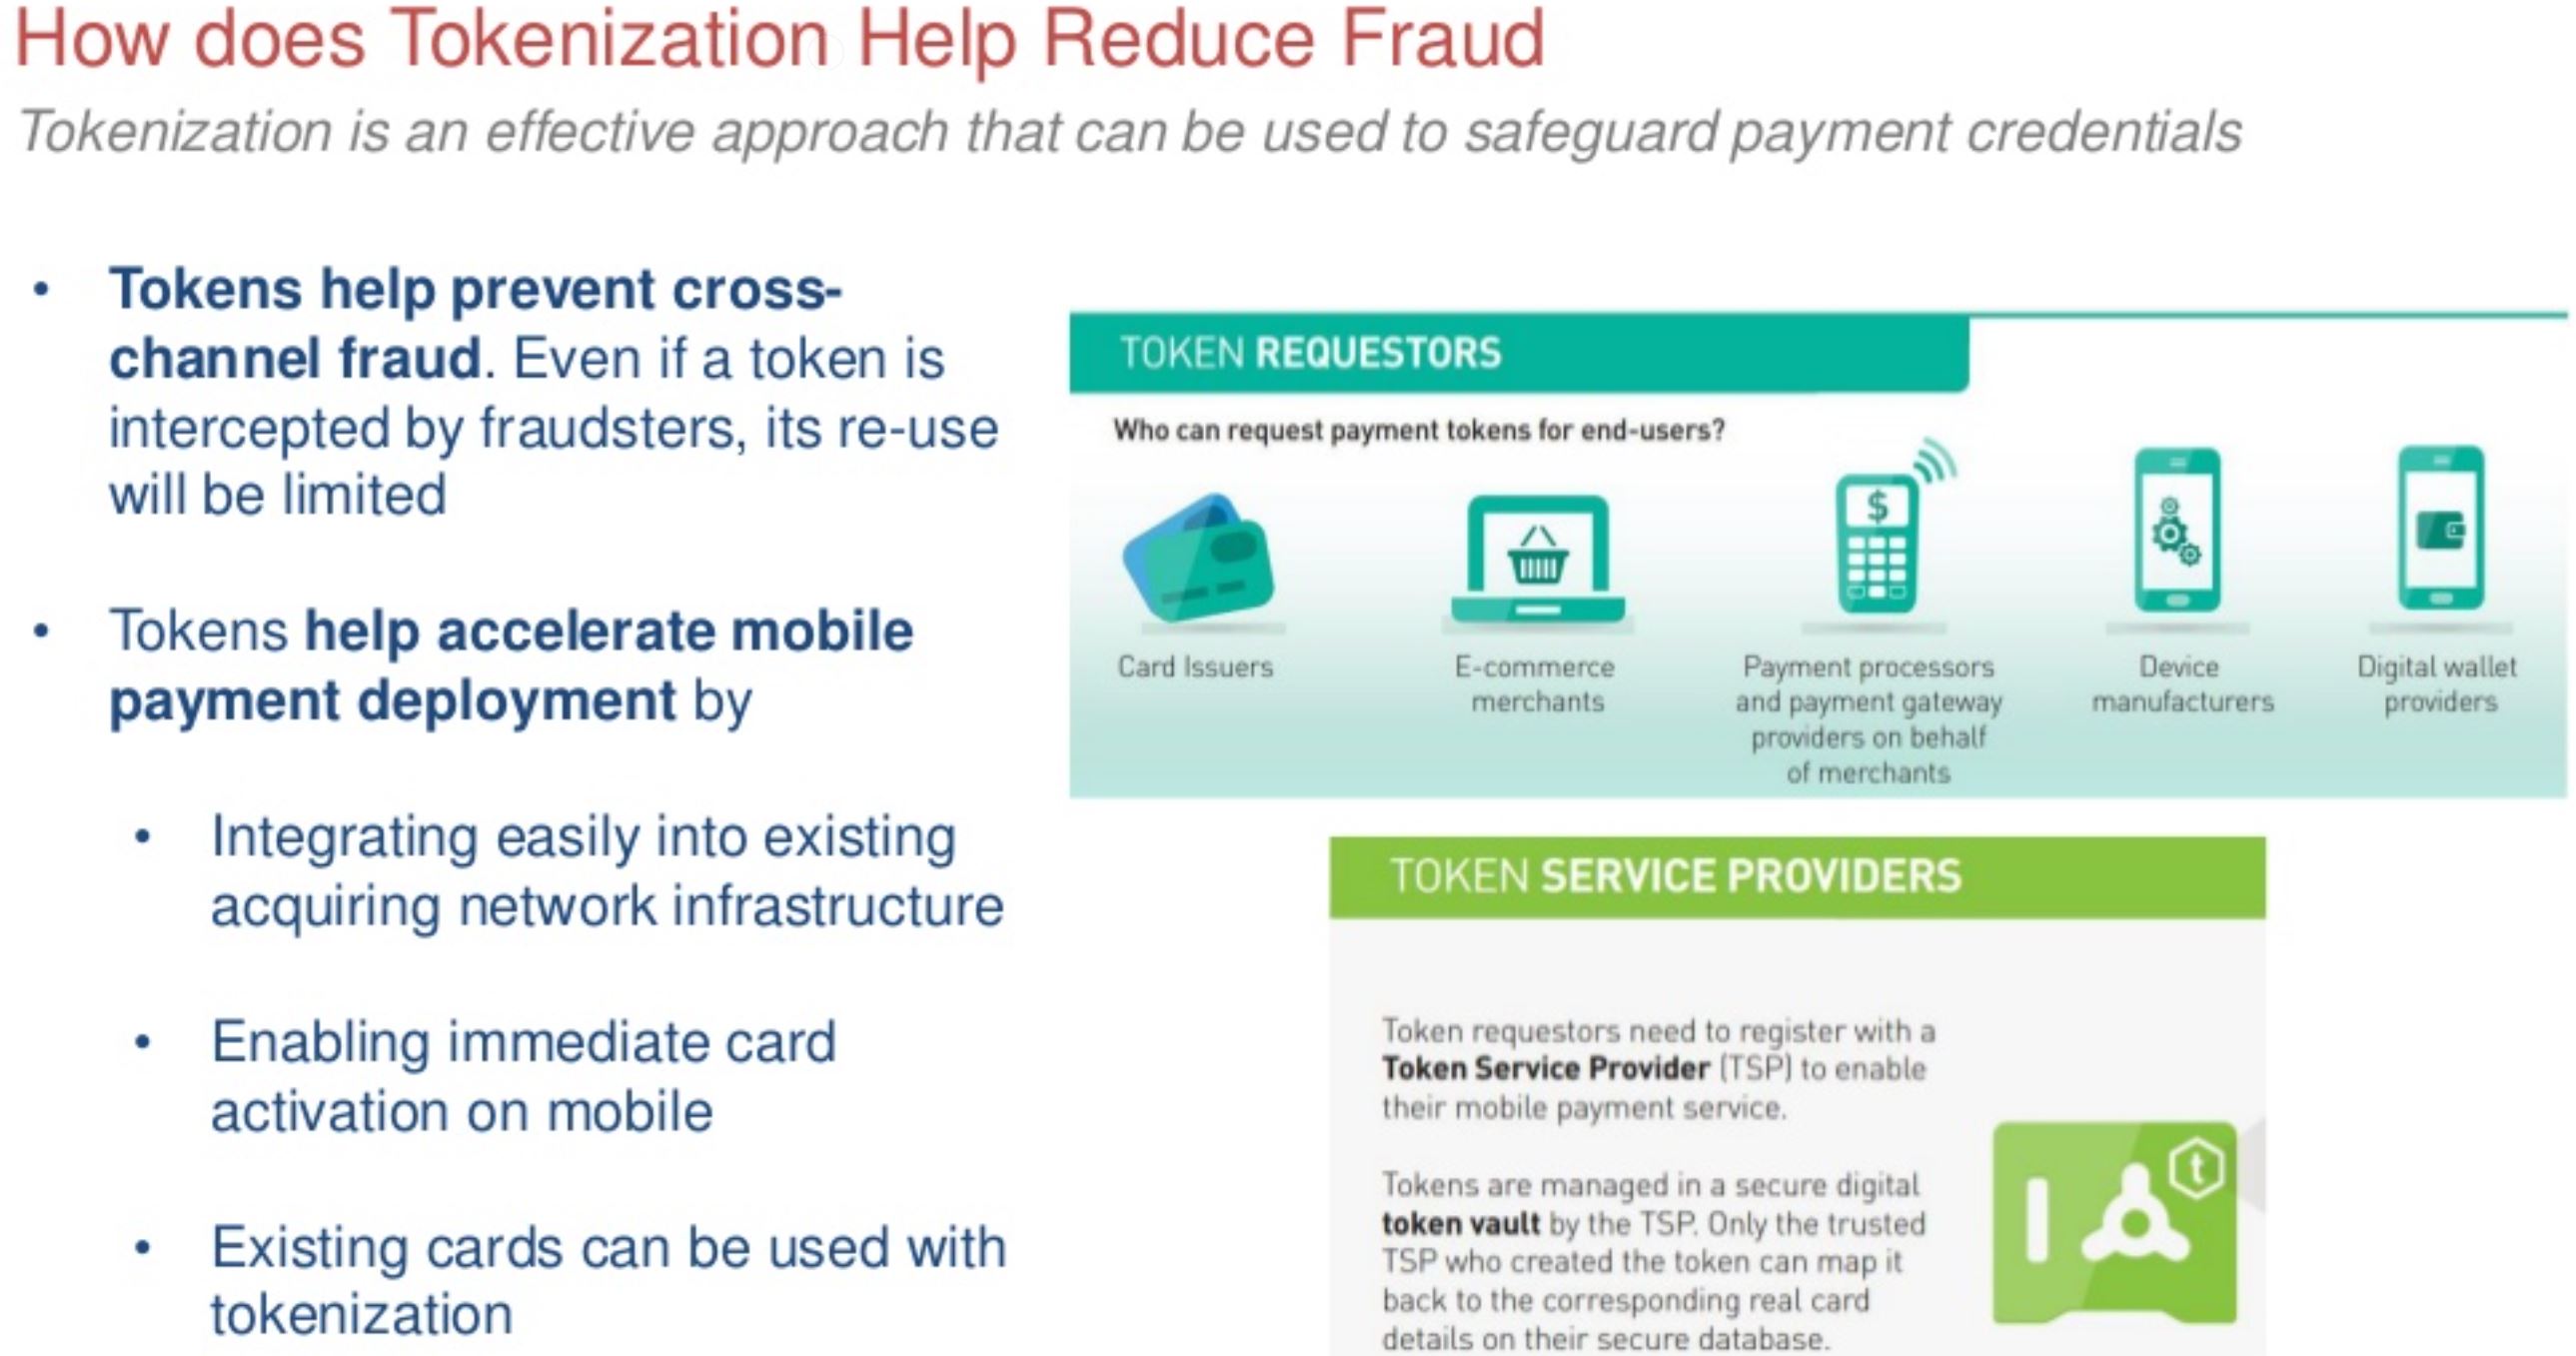 How does Tokenization Help Reduce Fraud
Tokenization is an effective approach that can be used to safeguard payment credentials
• Tokens help prevent cross-
channel fraud. Even if a token is
intercepted by fraudsters, its re-use
will be limited
• Tokens help accelerate mobile
payment deployment by
• Integrating easily into existing
acquiring network infrastructure
• Enabling immediate card
activation on mobile
• Existing cards can be used with
tokenization
TOKEN REQUESTORS
Who can request payment tokens for end-users?
$
Card Issuers
E-commerce
merchants
Payment processors
and payment gateway
providers on behalf
of merchants
Device
manufacturers
Digital wallet
providers
TOKEN SERVICE PROVIDERS
Token requestors need to register with a
Token Service Provider (TSP) to enable
their mobile payment service.
Tokens are managed in a secure digital
token vault by the TSP. Only the trusted
TSP who created the token can map it
back to the corresponding real card
details on their secure database.
t